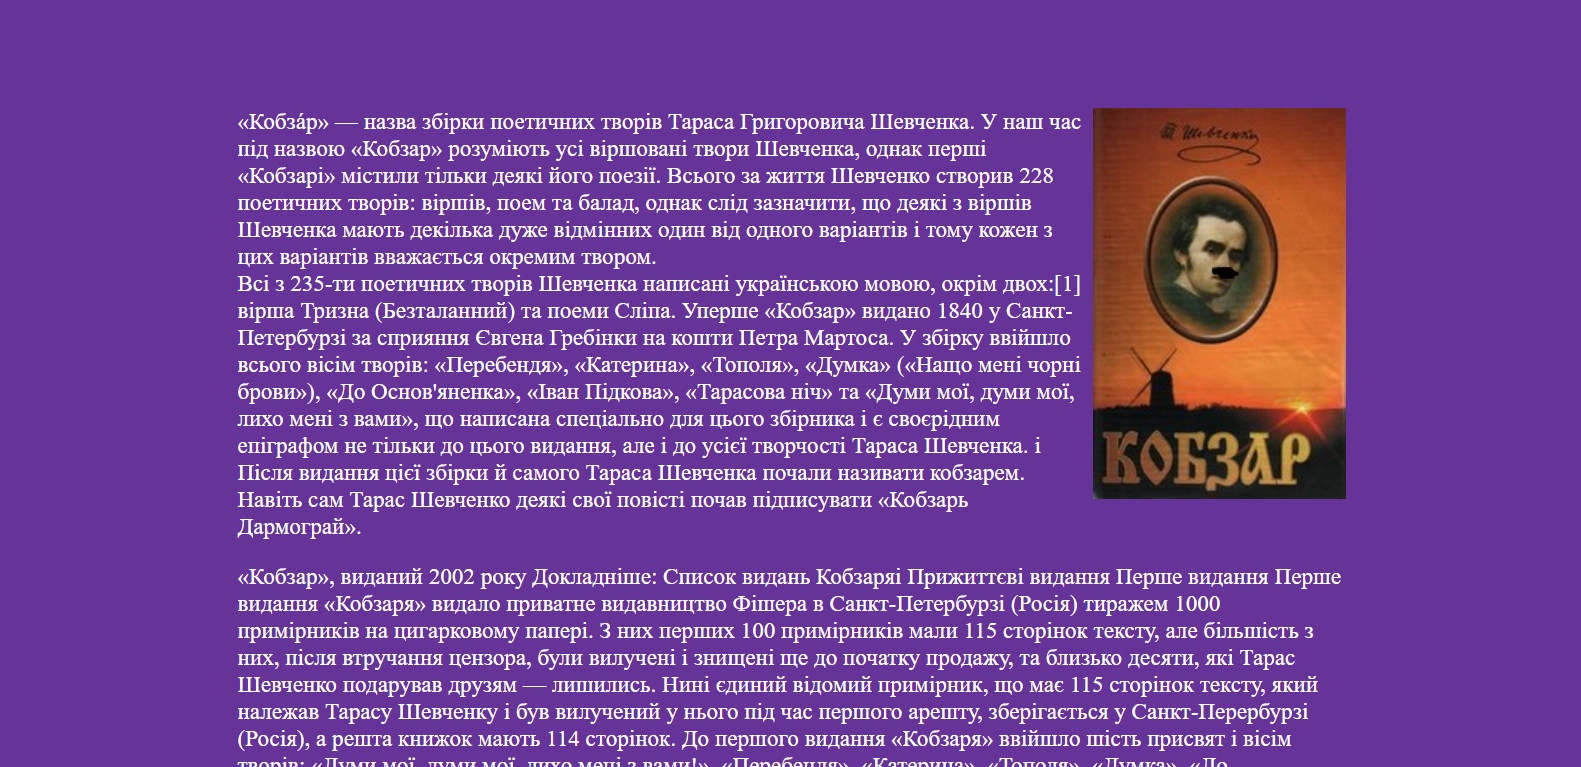 «Кобза́р» — назва збірки поетичних творів Тараса Григоровича Шевченка. У наш час
під назвою «Кобзар» розуміють усі віршовані твори Шевченка, однак перші
«Кобзарі» містили тільки деякі його поезії. Всього за життя Шевченко створив 228
поетичних творів: віршів, поем та балад, однак слід зазначити, що деякі з віршів
Шевченка мають декілька дуже відмінних один від одного варіантів і тому кожен з
цих варіантів вважається окремим твором.
Всі з 235-ти поетичних творів Шевченка написані українською мовою, окрім двох:[1]
вірша Тризна (Безталанний) та поеми Сліпа. Уперше «Кобзар» видано 1840 у Санкт-
Петербурзі за сприяння Євгена Гребінки на кошти Петра Мартоса. У збірку ввійшло
всього вісім творів: «Перебендя», «Катерина», «Тополя», «Думка» («Нащо мені чорні
брови»), «До Основ'яненка», «Іван Підкова», «Тарасова ніч» та «Думи мої, думи мої,
лихо мені з вами», що написана спеціально для цього збірника і є своєрідним
епіграфом не тільки до цього видання, але і до усієї творчості Тараса Шевченка. і
Після видання цієї збірки й самого Тараса Шевченка почали називати кобзарем.
Навіть сам Тарас Шевченко деякі свої повісті почав підписувати «Кобзарь
Дармограй».
Т Шевченко
КОБЗАР
«Кобзар», виданий 2002 року Докладніше: Список видань Кобзаряі Прижиттєві видання Перше видання Перше
видання «Кобзаря» видало приватне видавництво Фішера в Санкт-Петербурзі (Росія) тиражем 1000
примірників на цигарковому папері. З них перших 100 примірників мали 115 сторінок тексту, але більшість з
них, після втручання цензора, були вилучені і знищені ще до початку продажу, та близько десяти, які Тарас
Шевченко подарував друзям — лишились. Нині єдиний відомий примірник, що має 115 сторінок тексту, який
належав Тарасу Шевченку і був вилучений у нього під час першого арешту, зберігається у Санкт-Перербурзі
(Росія), а решта книжок мають 114 сторінок. До першого видання «Кобзаря» ввійшло шість присвят і вісім
творів: «Думи мої, думи мої, лихо мені з вами!», «Перебендя», «Катерина», «Тополя», «Думка», «До